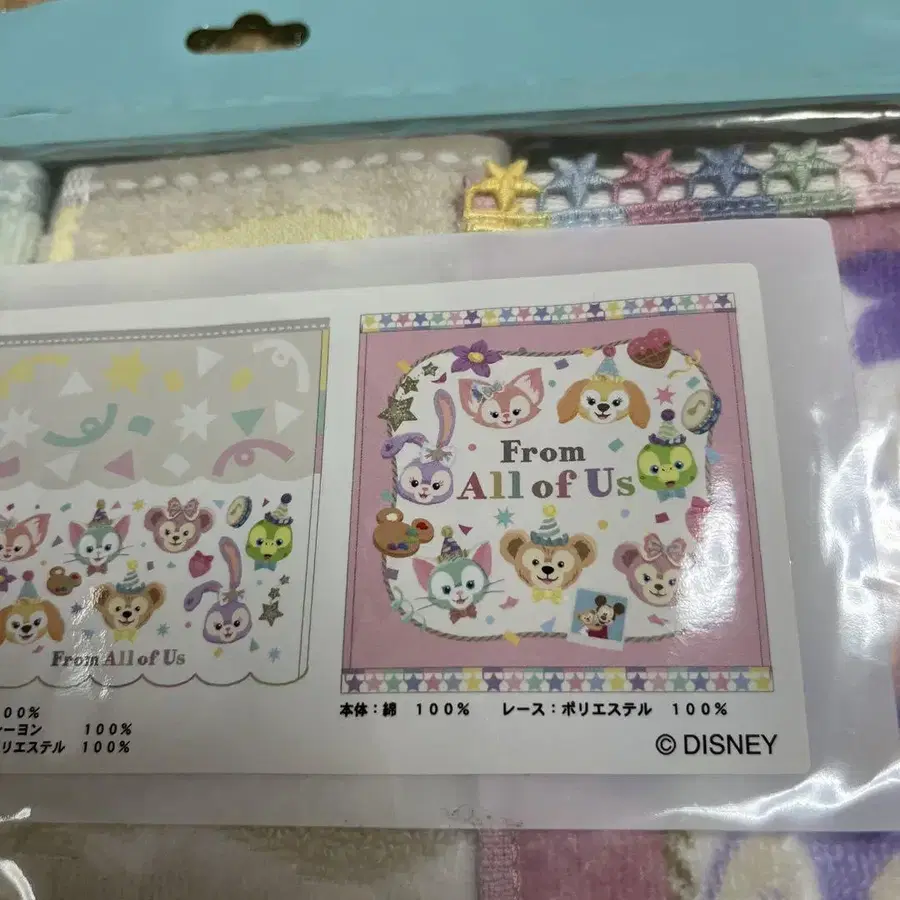 From All of Us
００％
ーヨン　１００％
リエステル　１００％
From
All of Us
本体：綿　１００％　レース：ポリエステル　１００％
© DISNEY